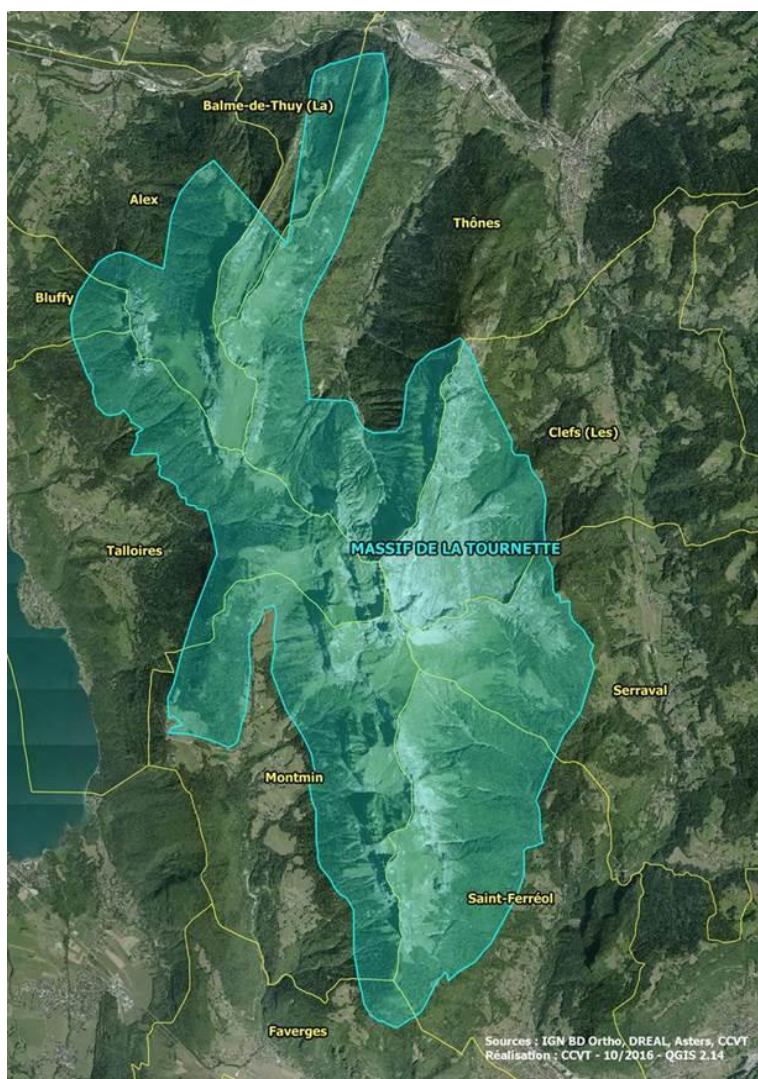 Balme-de-Thuy (La)
Alex
Thônes
Bluffy
Clefs (Les)
Talloires
MASSIF DE LA TOURNETTE
Serraval
Montmin
Saint-Ferréol
Faverges
Sources : IGN BD Ortho, DREAL, Asters, CCVT
Réalisation : CCVT - 10/2016 - QGIS 2.14